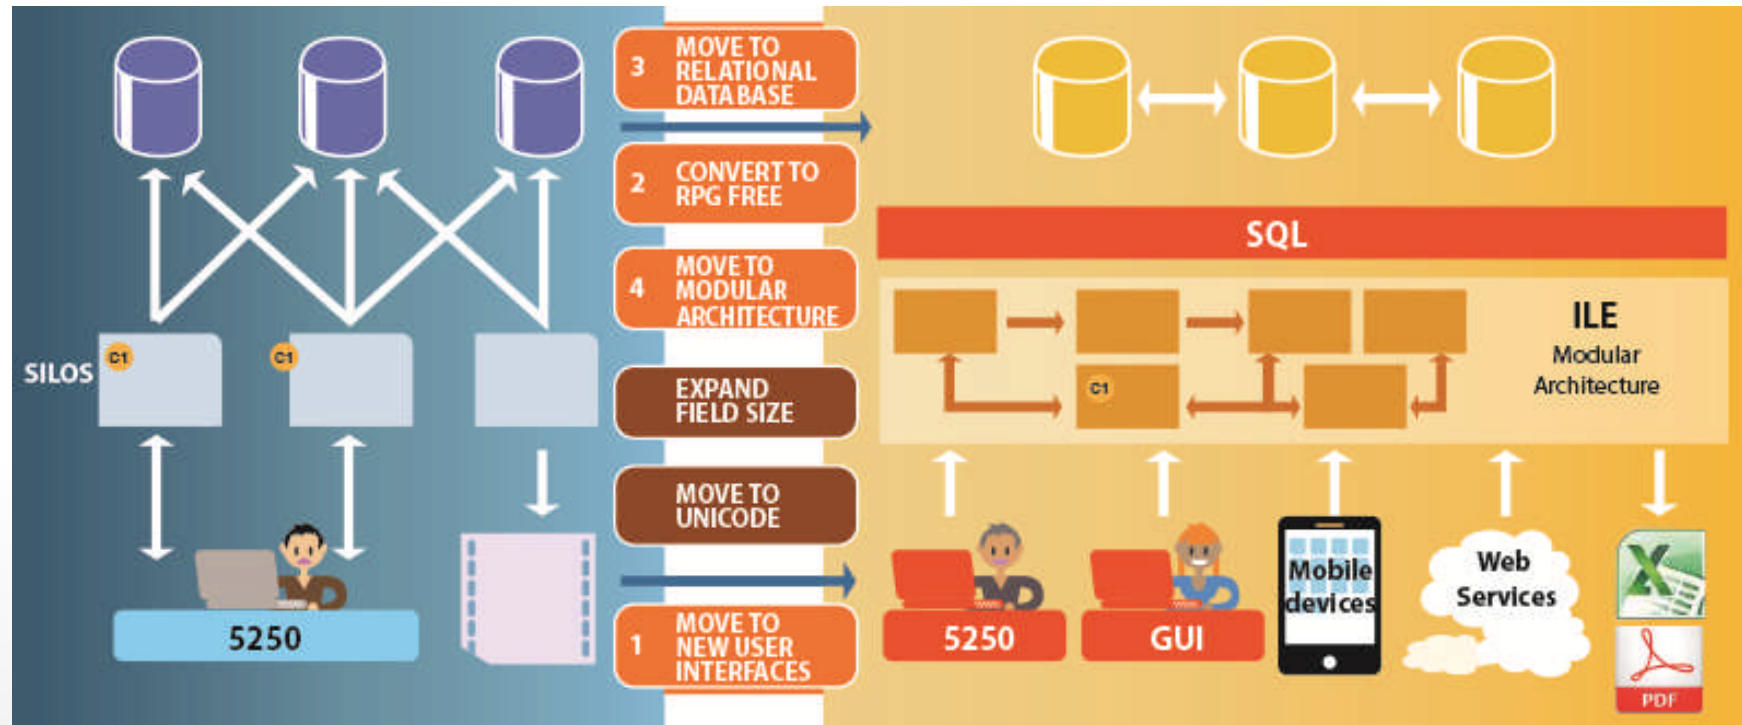 C1
C1
SILOS
5250
3
MOVE TO
RELATIONAL
DATABASE
2
CONVERT TO
RPG FREE
4
MOVE TO
MODULAR
ARCHITECTURE
EXPAND
FIELD SIZE
MOVE TO
UNICODE
1
MOVE TO
NEW USER
INTERFACES
SQL
C1
ILE
Modular
Architecture
5250
GUI
Mobile
devices
Web
Services
X
PDF